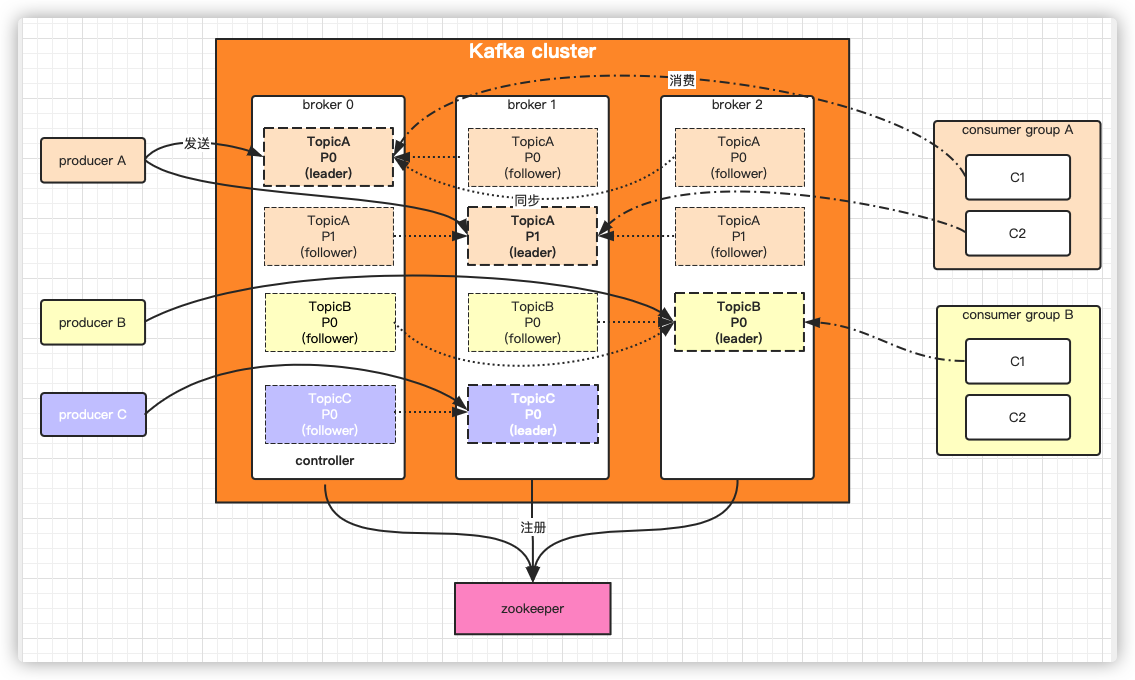 Kafka cluster
消费
broker 0
broker 1
broker 2
consumer group A
producer A
发送
TopicA
P0
(leader)
TopicA
P0
(follower)
TopicA
P0
(follower)
C1
同步
TopicA
P1
(follower)
TopicA
P1
(leader)
TopicA
P1
(follower)
C2
producer B
TopicB
P0
(follower)
TopicB
P0
(follower)
TopicB
P0
(leader)
consumer group B
C1
C2
producer C
TopicC
P0
(follower)
TopicC
P0
(leader)
controller
注册
zookeeper